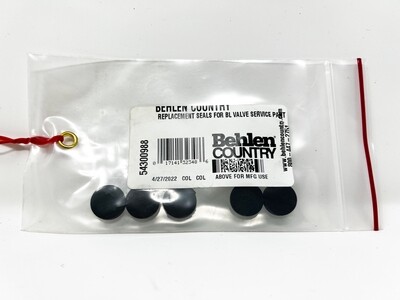 BEHLEN COUNTRY
REPLACEMENT SEALS FOR BL VALVE SERVICE PART
54300988
Behlen
COUNTRY
4/27/2022 COL COL
ABOVE FOR MFG USE